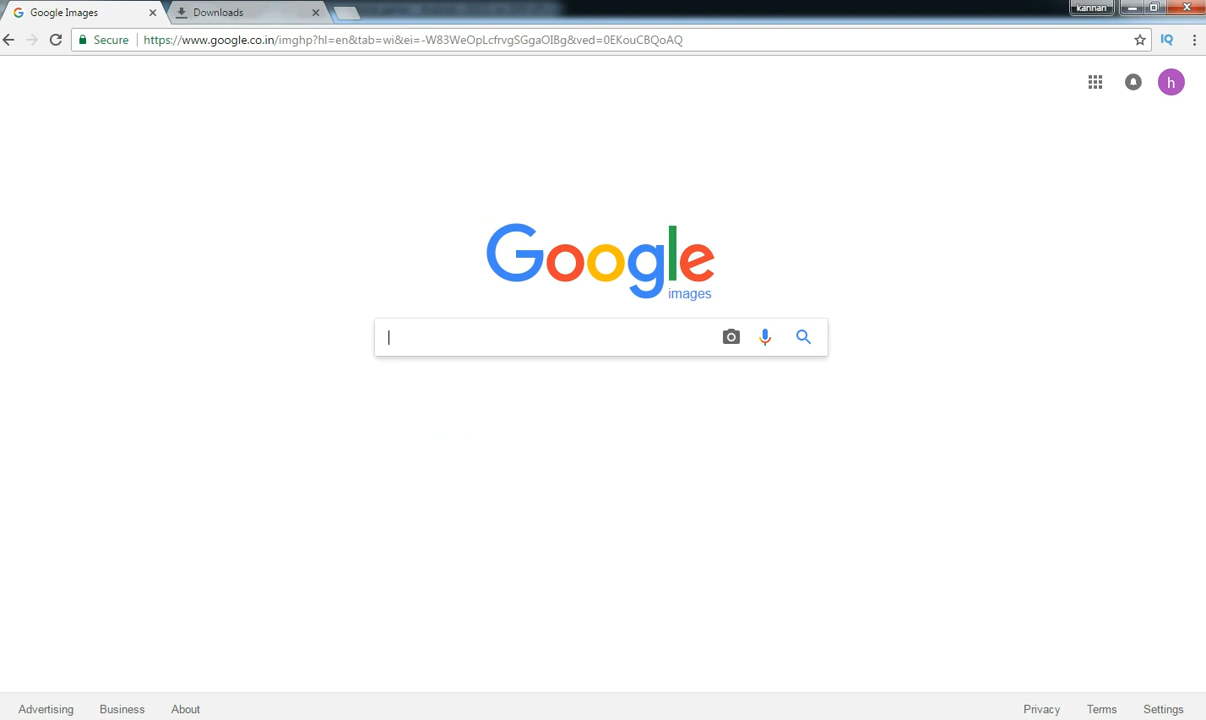 Google Images
Downloads
kannan
Secure
https://www.google.co.in/imghp?hl=en&tab=wi&ei=-W83WeOpLcfrvgSGgaOIBg&ved=0EKouCBQoAQ
IQ
h
Google
images
Advertising Business About Privacy Terms Settings